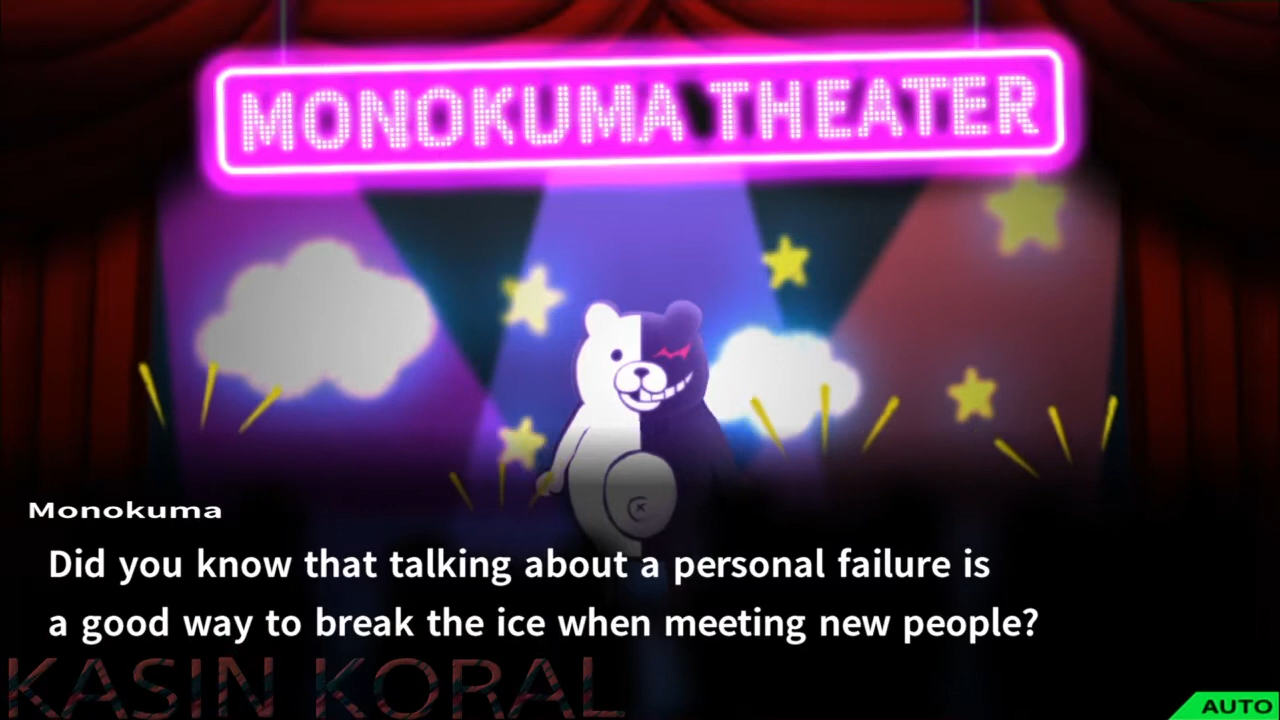 MONOKUMA THEATER
Monokuma
Did you know that talking about a personal failure is
a good way to break the ice when meeting new people?
KASIN KORAL
AUTO